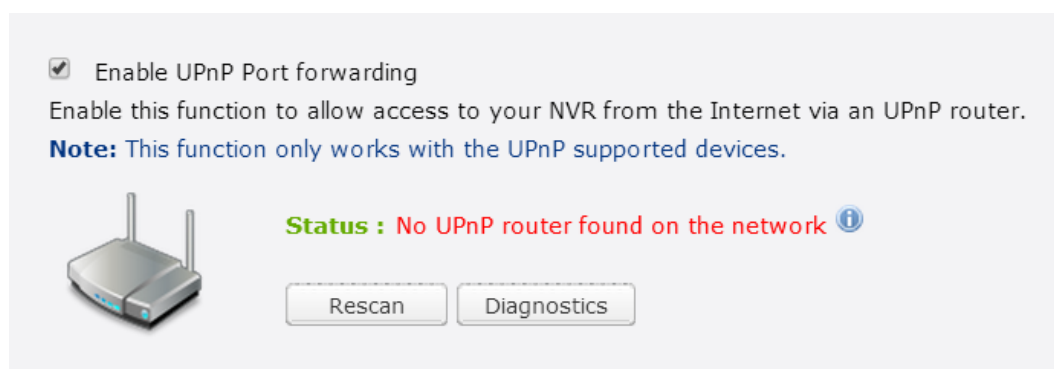 Enable UPnP Port forwarding
Enable this function to allow access to your NVR from the Internet via an UPnP router.
Note: This function only works with the UPnP supported devices.
Status : No UPnP router found on the network
Rescan
Diagnostics